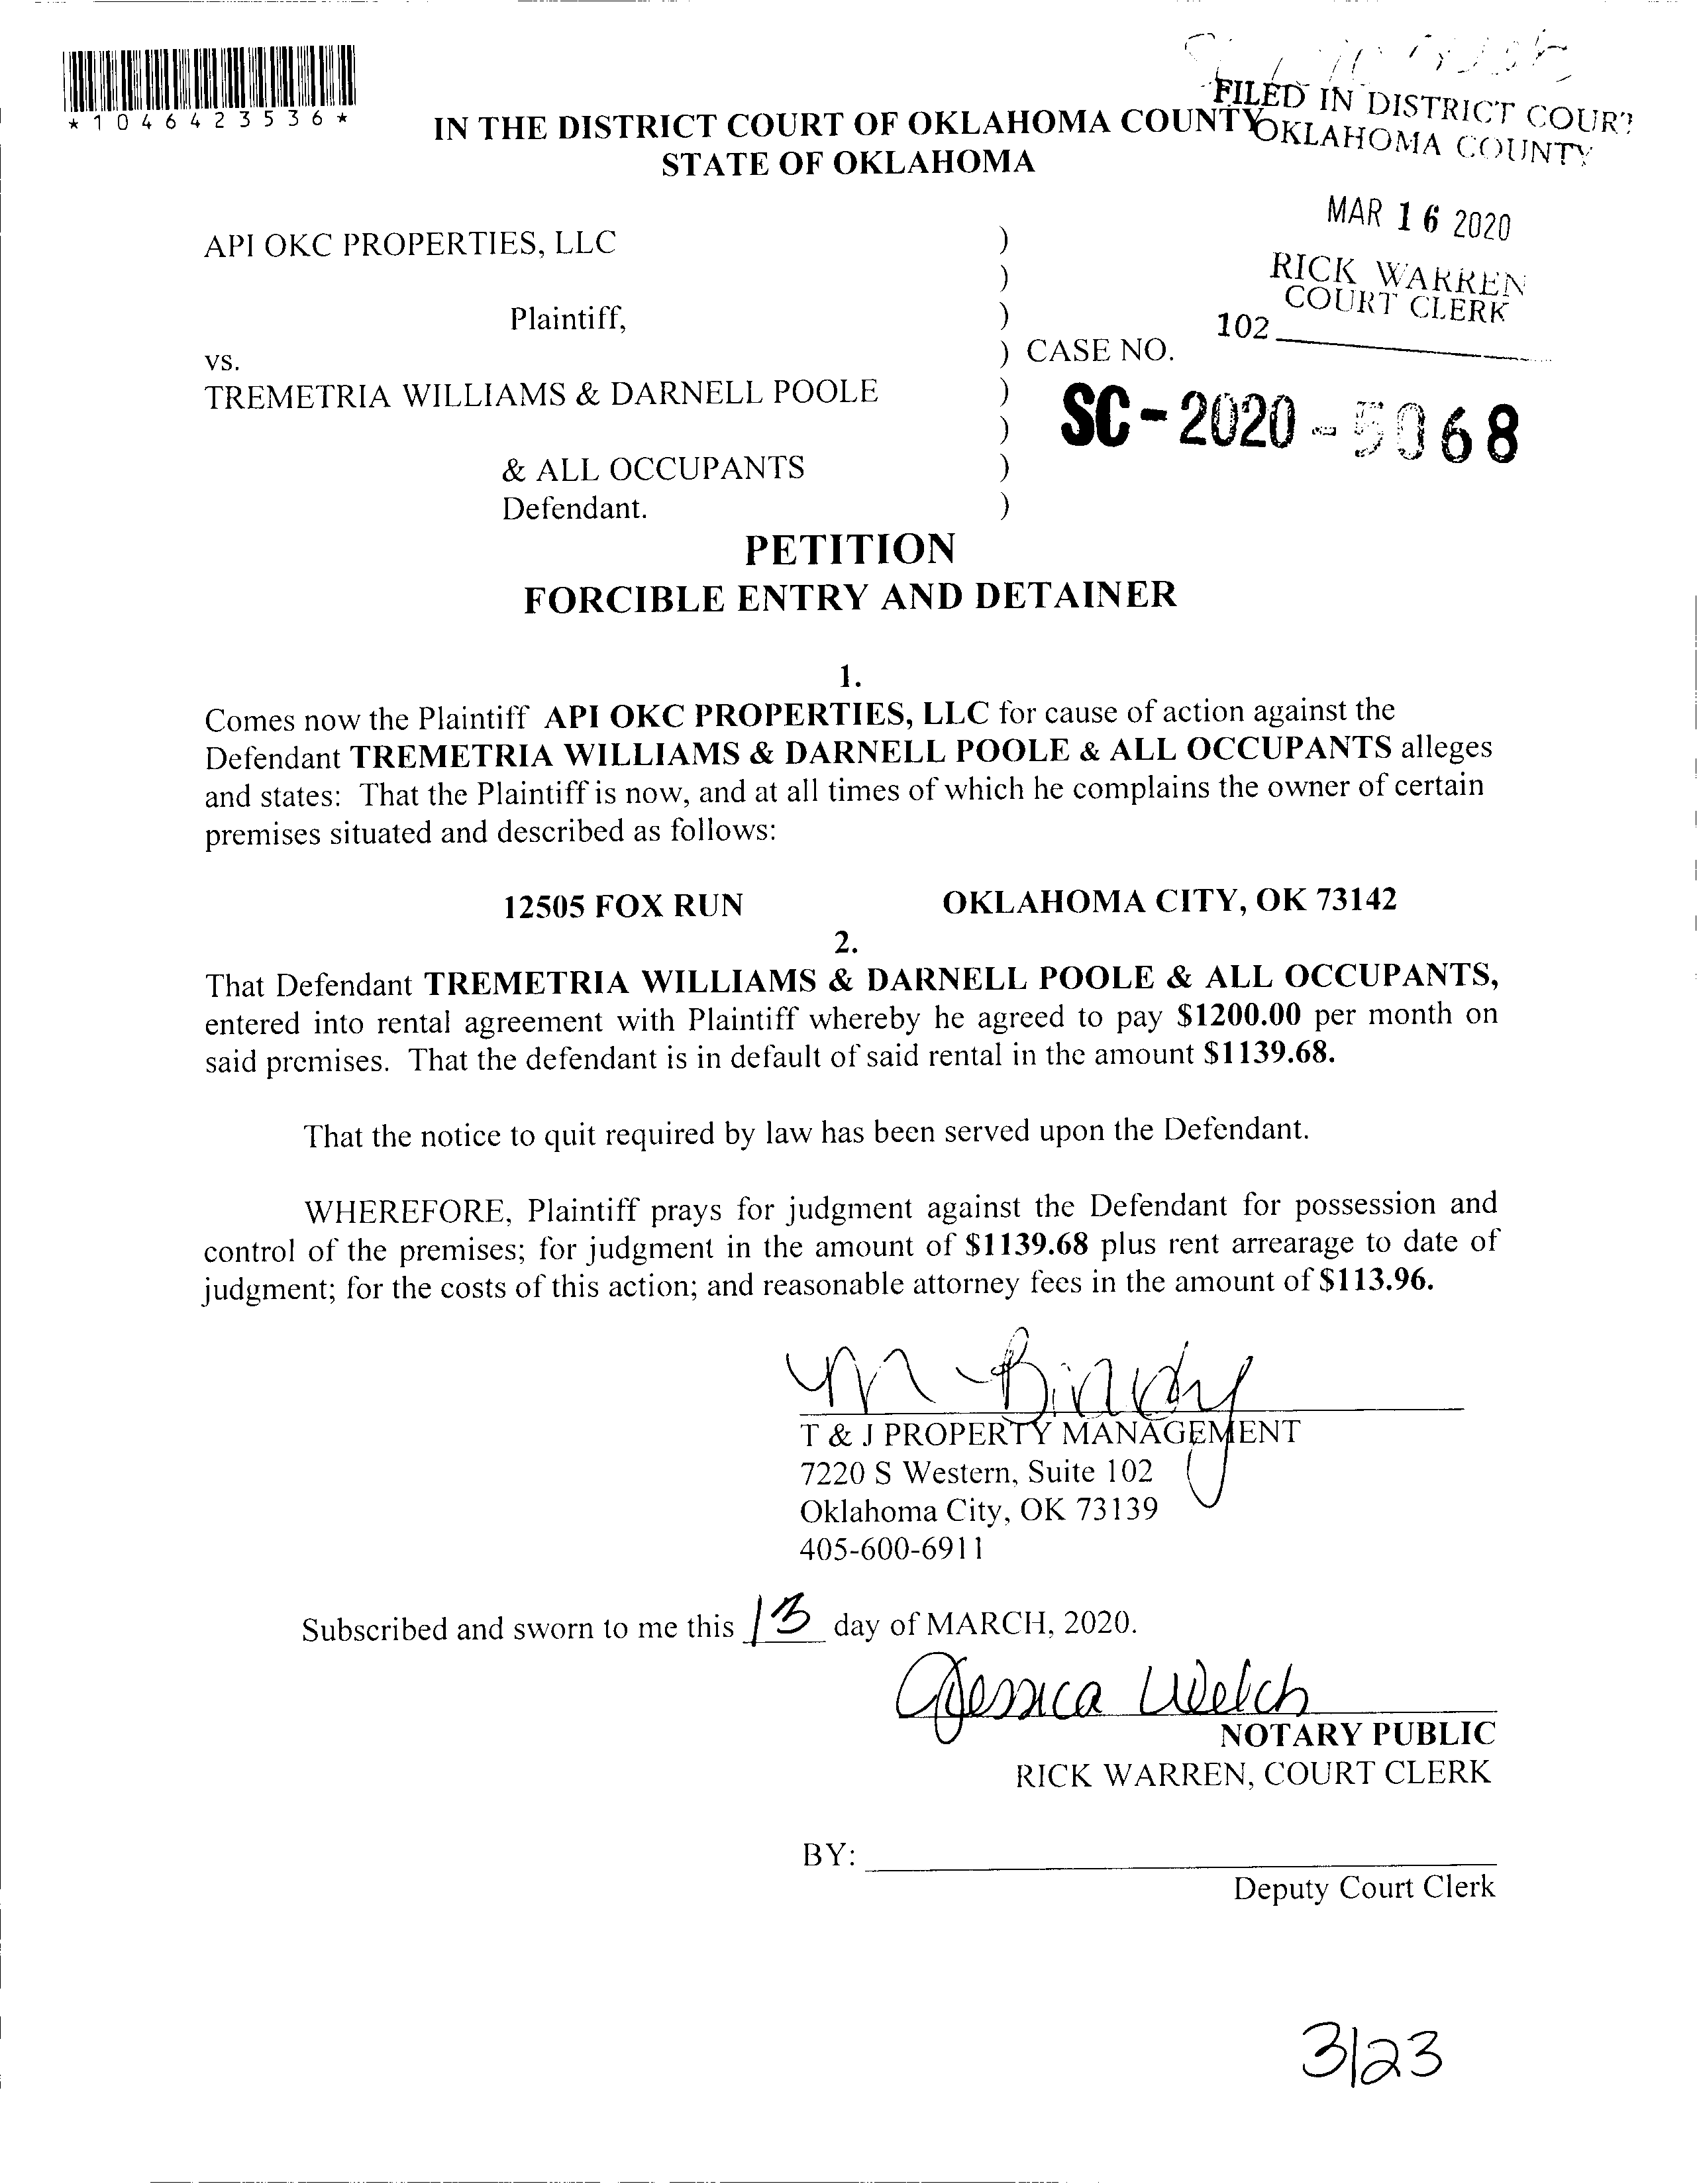 *1046423536*
FILED IN DISTRICT COURT
OKLAHOMA COUNTY
IN THE DISTRICT COURT OF OKLAHOMA COUNTY
STATE OF OKLAHOMA
MAR 16 2020
RICK WARREN
COURT CLERK
102
API OKC PROPERTIES, LLC )
)
Plaintiff, )
vs. ) CASE NO.
TREMETRIA WILLIAMS & DARNELL POOLE )
SC-2020-5068
)
& ALL OCCUPANTS )
Defendant. )
PETITION
FORCIBLE ENTRY AND DETAINER
1.
Comes now the Plaintiff API OKC PROPERTIES, LLC for cause of action against the
Defendant TREMETRIA WILLIAMS & DARNELL POOLE & ALL OCCUPANTS alleges
and states: That the Plaintiff is now, and at all times of which he complains the owner of certain
premises situated and described as follows:
12505 FOX RUN OKLAHOMA CITY, OK 73142
2.
That Defendant TREMETRIA WILLIAMS & DARNELL POOLE & ALL OCCUPANTS,
entered into rental agreement with Plaintiff whereby he agreed to pay $1200.00 per month on
said premises. That the defendant is in default of said rental in the amount $1139.68.
That the notice to quit required by law has been served upon the Defendant.
WHEREFORE, Plaintiff prays for judgment against the Defendant for possession and
control of the premises; for judgment in the amount of $1139.68 plus rent arrearage to date of
judgment; for the costs of this action; and reasonable attorney fees in the amount of $113.96.
T & J PROPERTY MANAGEMENT
7220 S Western, Suite 102
Oklahoma City, OK 73139
405-600-6911
Subscribed and sworn to me this 13 day of MARCH, 2020.
Jessica Welch
NOTARY PUBLIC
RICK WARREN, COURT CLERK
BY:
Deputy Court Clerk
3/23